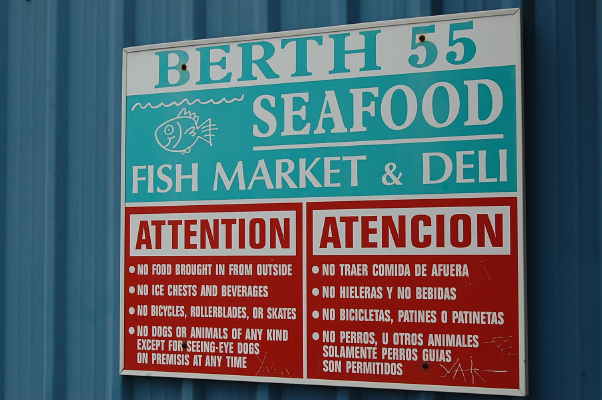 BERTH 55
SEAFOOD
FISH MARKET & DELI
ATTENTION
• NO FOOD BROUGHT IN FROM OUTSIDE
• NO ICE CHESTS AND BEVERAGES
• NO BICYCLES, ROLLERBLADES, OR SKATES
• NO DOGS OR ANIMALS OF ANY KIND
EXCEPT FOR SEEING-EYE DOGS
ON PREMISIS AT ANY TIME
ATENCION
• NO TRAER COMIDA DE AFUERA
• NO HIELERAS Y NO BEBIDAS
• NO BICICLETAS, PATINES O PATINETAS
• NO PERROS, U OTROS ANIMALES
SOLAMENTE PERROS GUIAS
SON PERMITIDOS